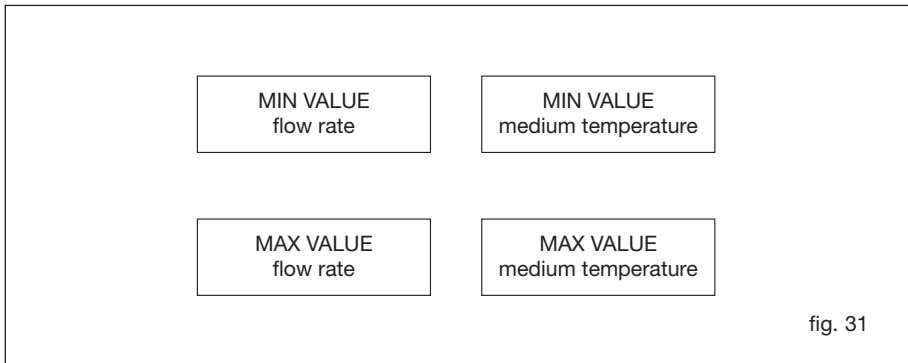 MIN VALUE
flow rate
MIN VALUE
medium temperature
MAX VALUE
flow rate
MAX VALUE
medium temperature
fig. 31